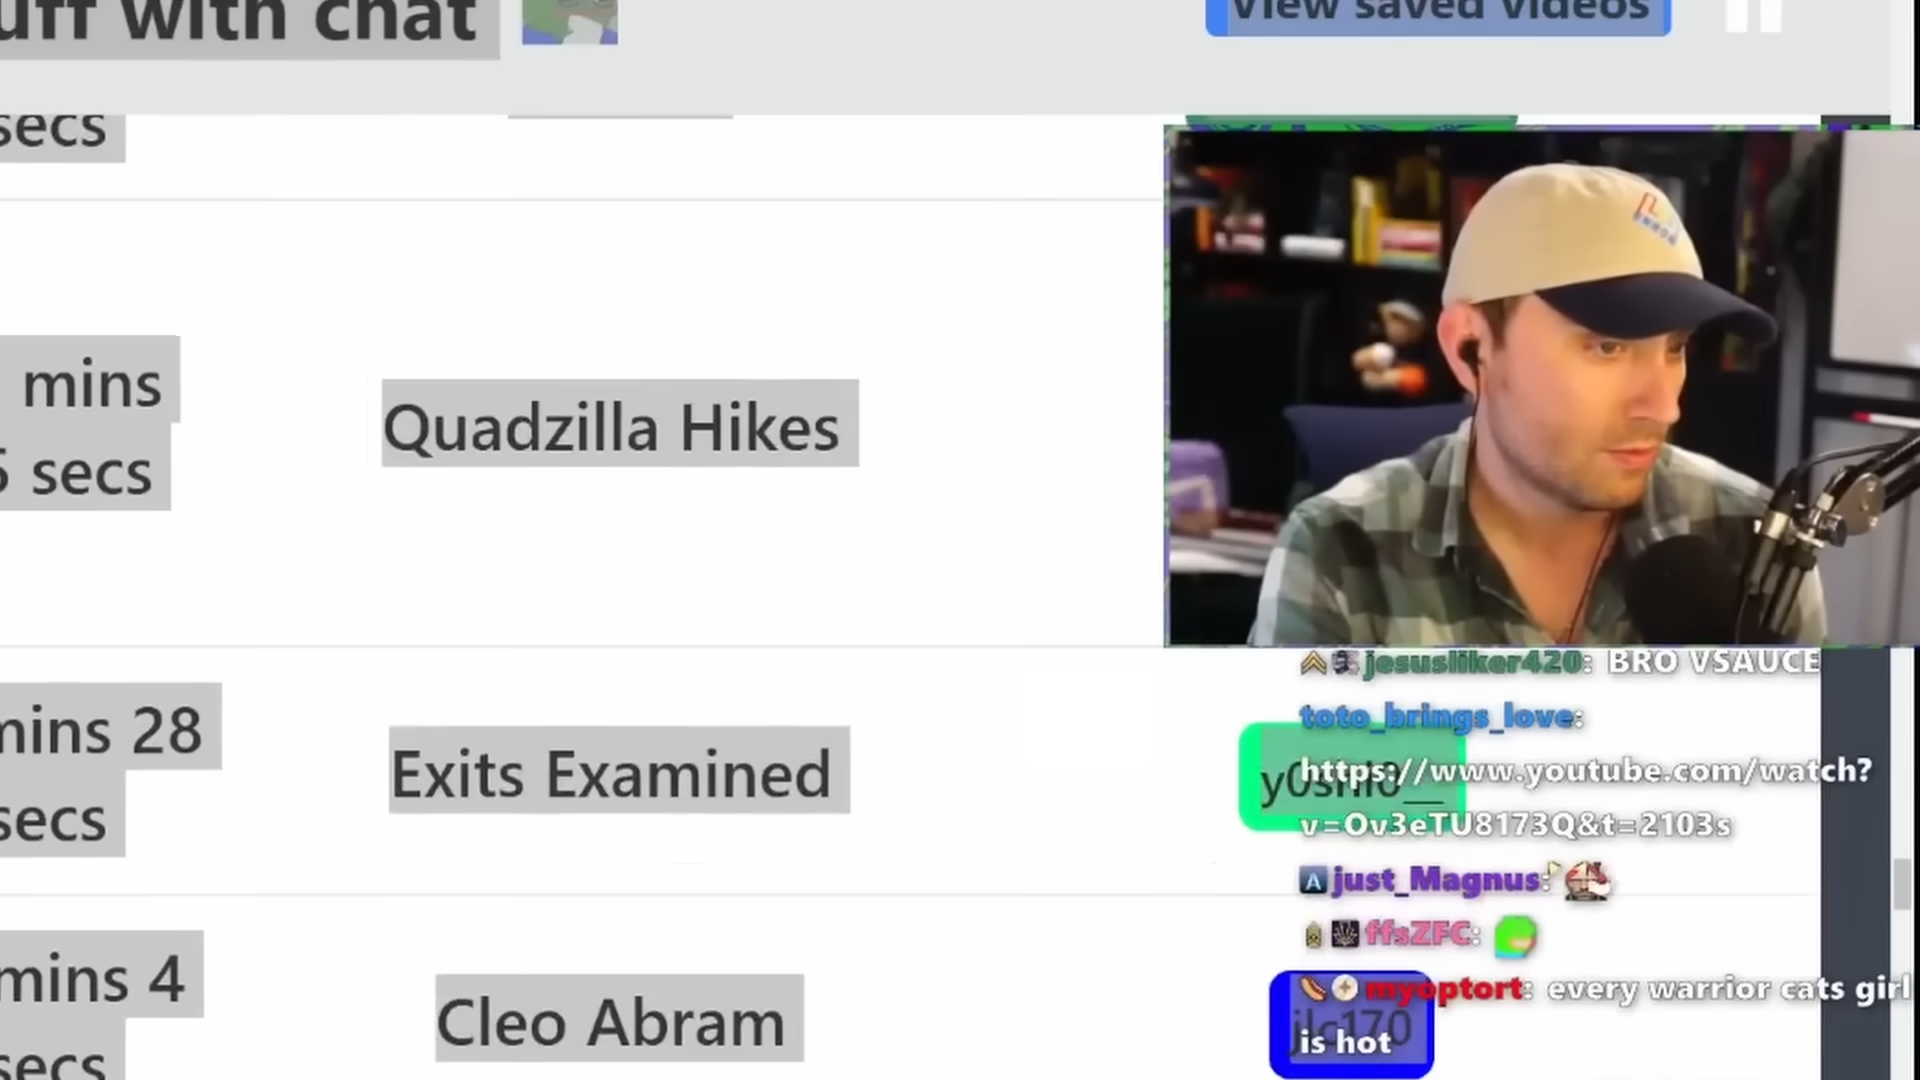 uff with chat
View saved videos
secs
mins
5 secs
Quadzilla Hikes
mins 28
secs
Exits Examined
y0shi0__
mins 4
secs
Cleo Abram
jlc170
jesusliker420: BRO VSAUCE
toto_brings_love:
https://www.youtube.com/watch?
v=Ov3eTU8173Q&t=2103s
just_Magnus:
ffsZFC:
myoptort: every warrior cats girl
is hot